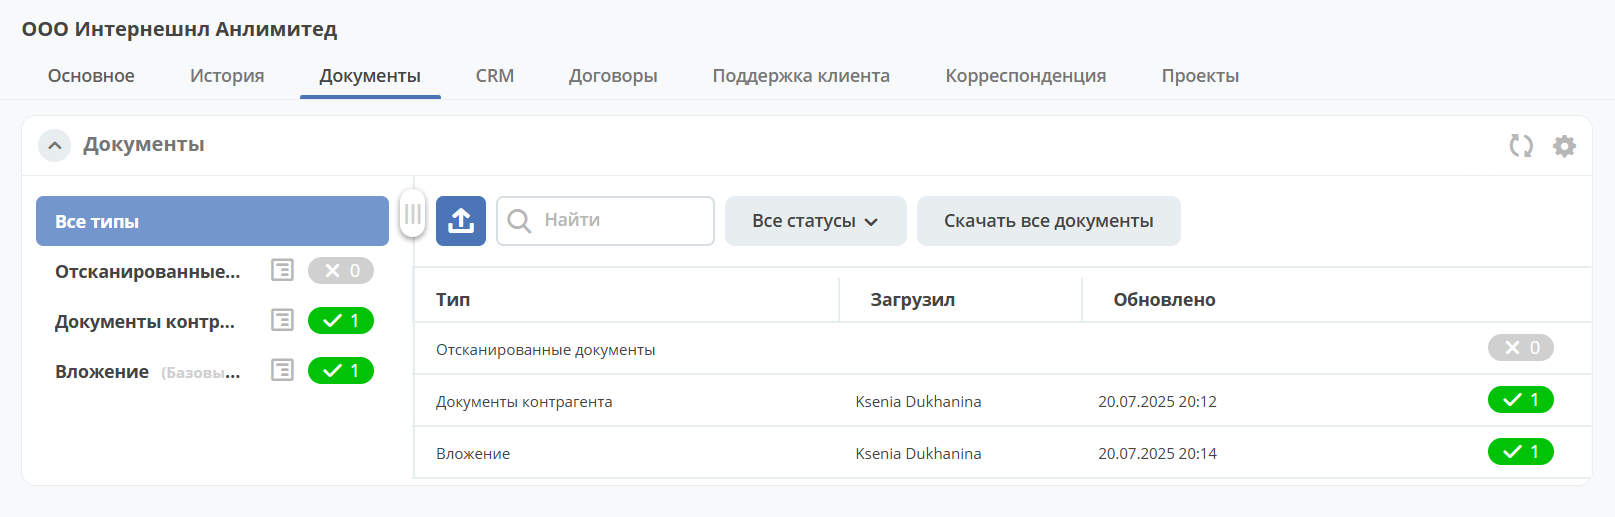 ООО Интернешнл Анлимитед
Основное История Документы CRM Договоры Поддержка клиента Корреспонденция Проекты
Документы
Все типы
Отсканированные... 0
Документы контр... 1
Вложение (Базовы... 1
Найти Все статусы Скачать все документы
Тип Загрузил Обновлено
Отсканированные документы 0
Документы контрагента Ksenia Dukhanina 20.07.2025 20:12 1
Вложение Ksenia Dukhanina 20.07.2025 20:14 1